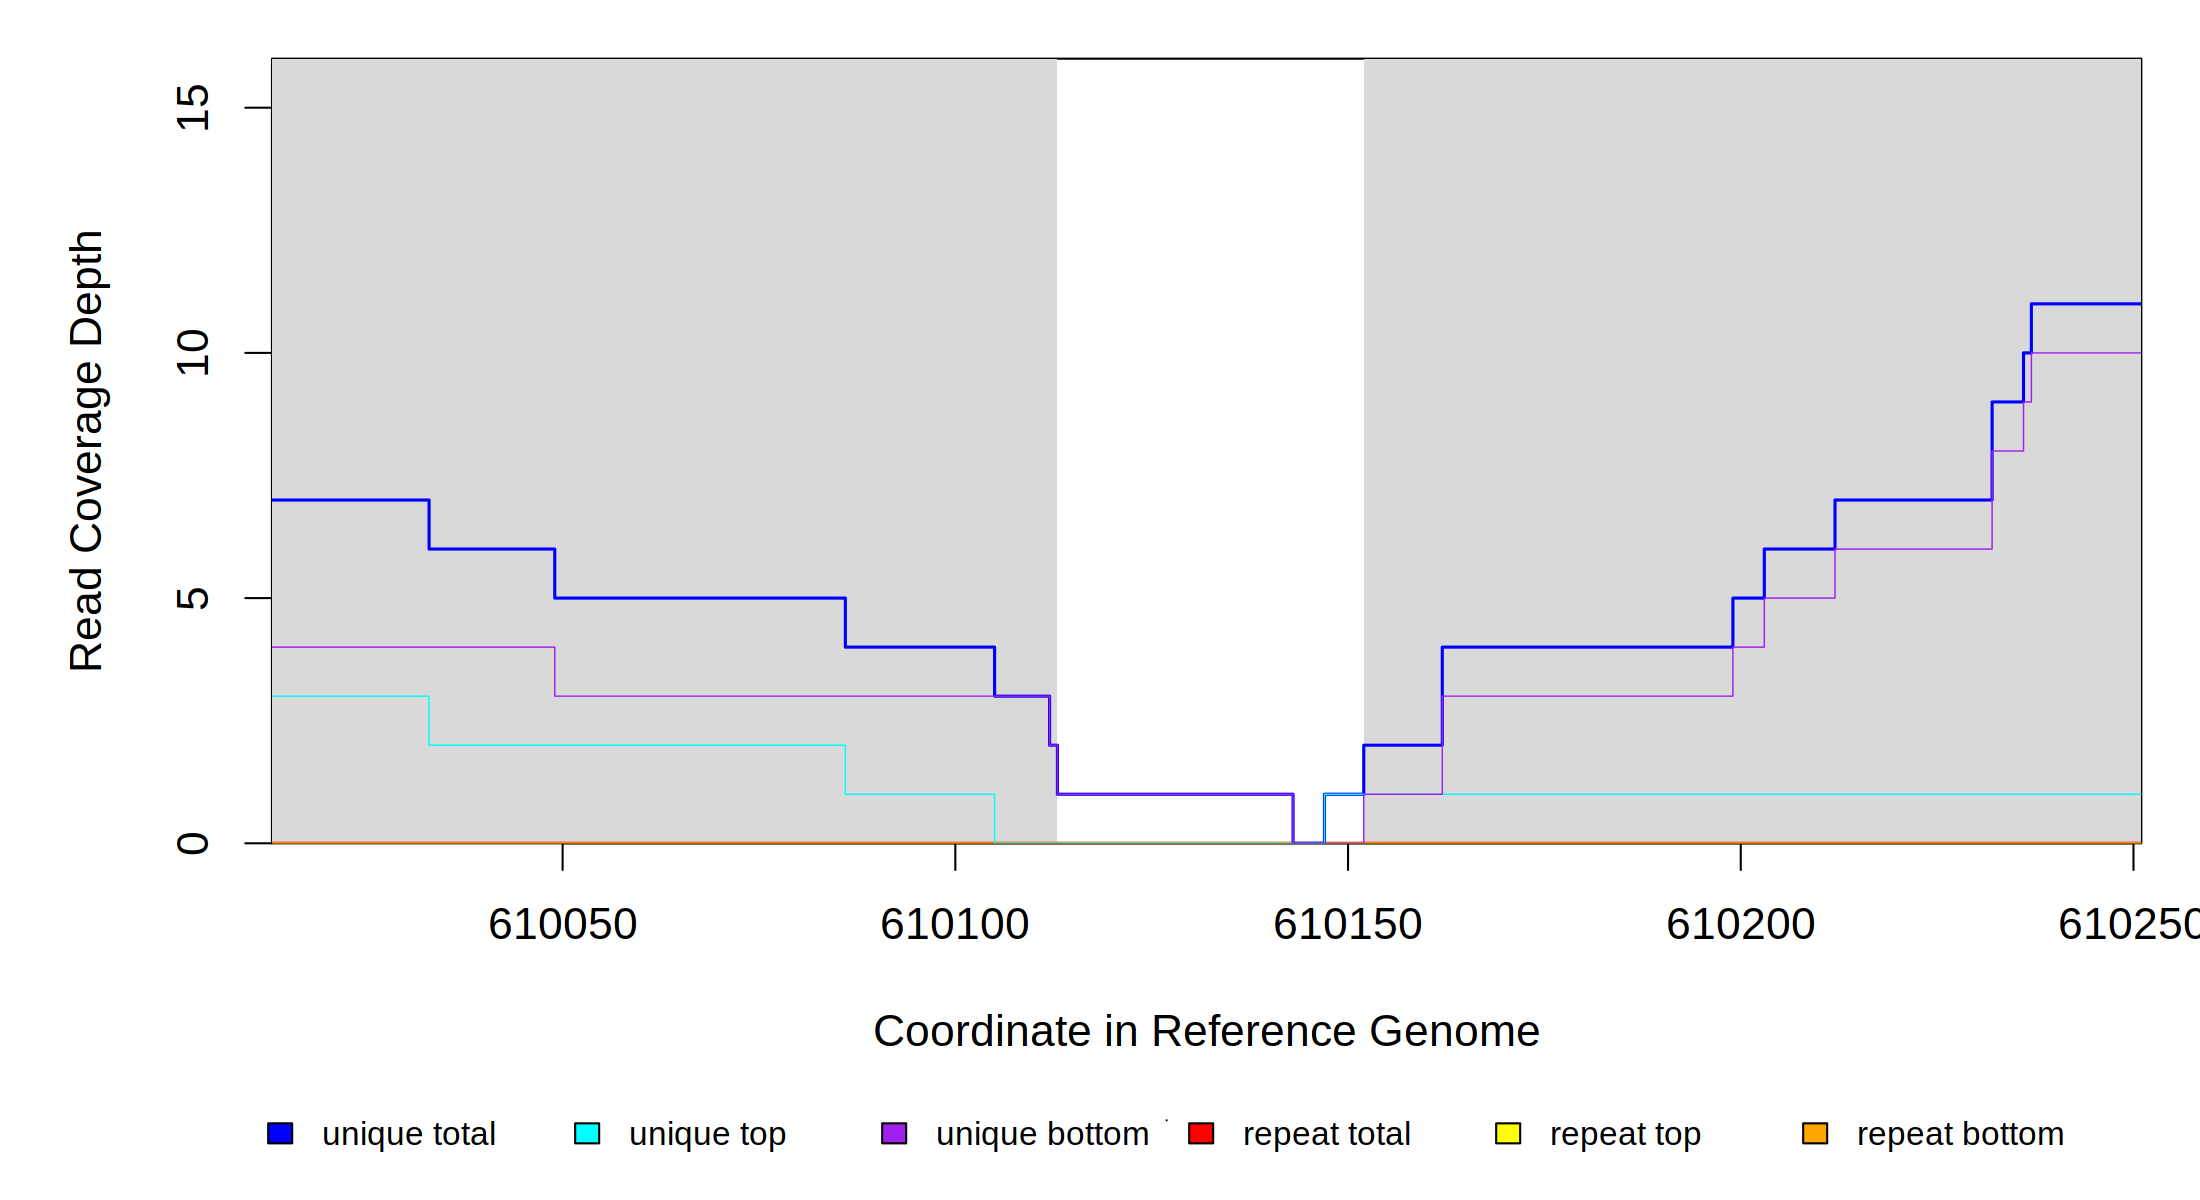 15
10
5
0
Read Coverage Depth
610050 610100 610150 610200 610250
Coordinate in Reference Genome
unique total unique top unique bottom repeat total repeat top repeat bottom